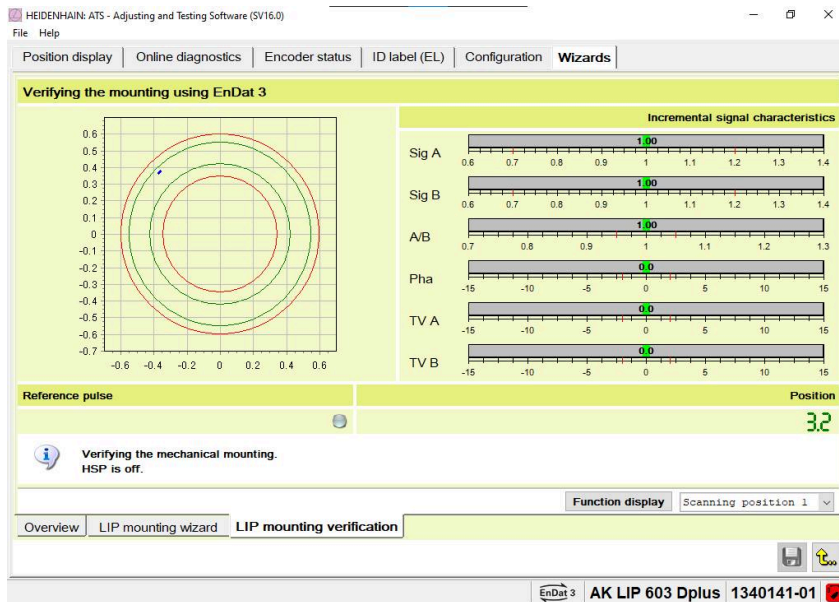 HEIDENHAIN: ATS - Adjusting and Testing Software (SV16.0)
File Help
Position display Online diagnostics Encoder status ID label (EL) Configuration Wizards
Verifying the mounting using EnDat 3
Incremental signal characteristics
0.6
0.5
0.4
0.3
0.2
0.1
0
-0.1
-0.2
-0.3
-0.4
-0.5
-0.6
-0.7
-0.6 -0.4 -0.2 0 0.2 0.4 0.6
Sig A
1.00
0.6 0.7 0.8 0.9 1 1.1 1.2 1.3 1.4
Sig B
1.00
0.6 0.7 0.8 0.9 1 1.1 1.2 1.3 1.4
A/B
1.00
0.7 0.8 0.9 1 1.1 1.2 1.3
Pha
0.0
-15 -10 -5 0 5 10 15
TV A
0.0
-15 -10 -5 0 5 10 15
TV B
0.0
-15 -10 -5 0 5 10 15
Reference pulse
Position
3.2
Verifying the mechanical mounting.
HSP is off.
Function display Scanning position 1
Overview LIP mounting wizard LIP mounting verification
EnDat 3 AK LIP 603 Dplus 1340141-01